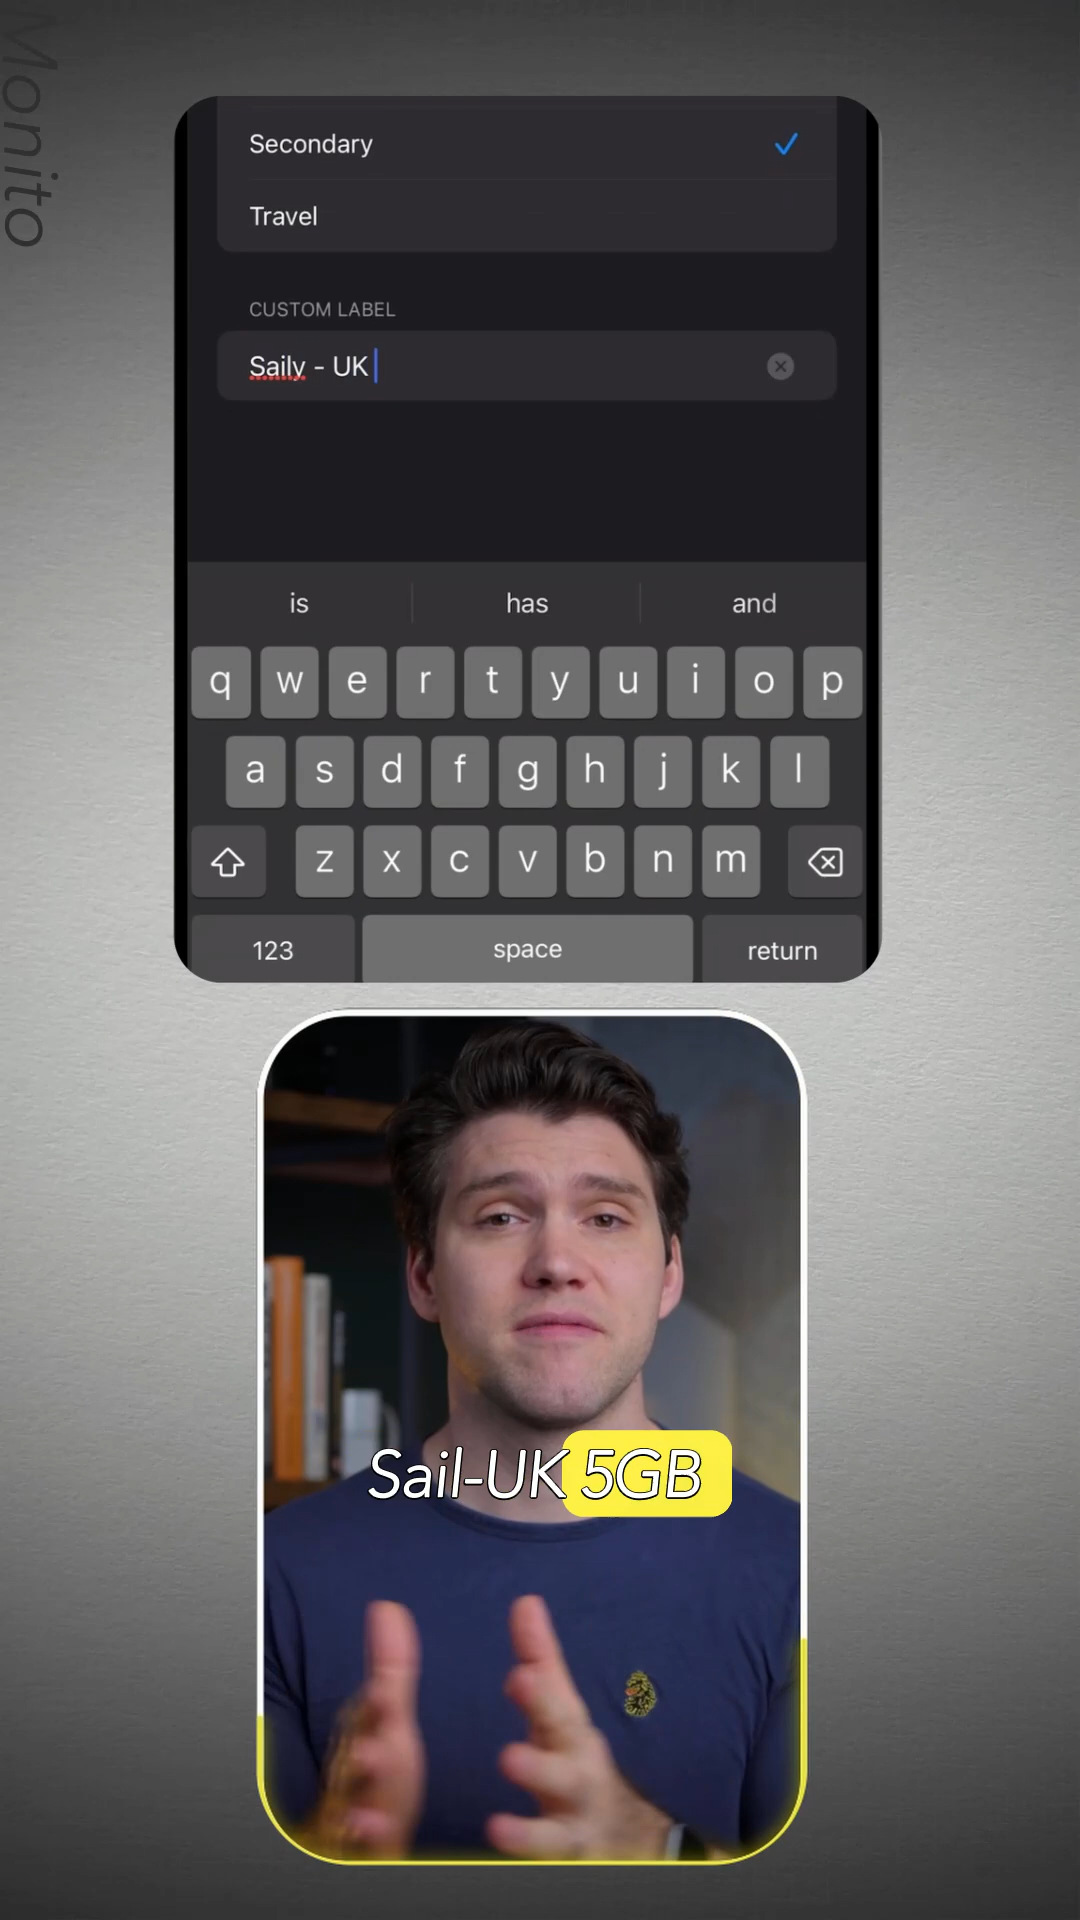 Monito
Secondary
Travel
CUSTOM LABEL
Saily - UK
is has and
q w e r t y u i o p
a s d f g h j k l
z x c v b n m
123 space return
Sail-UK 5GB